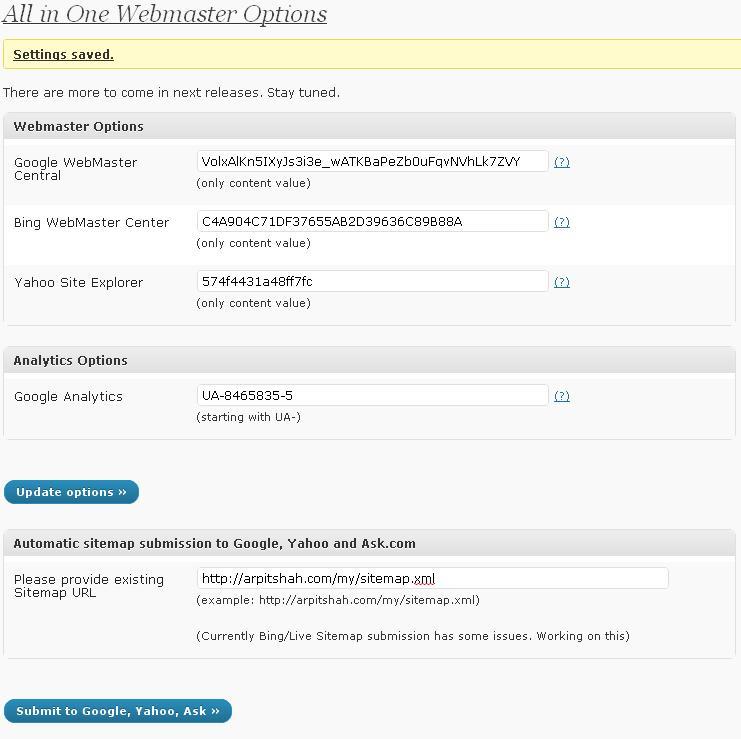 All in One Webmaster Options
Settings saved.
There are more to come in next releases. Stay tuned.
Webmaster Options
Google WebMaster
Central
VolxAlKn5IXyJs3i3e_wATKBaPeZb0uFqvNVhLk7ZVY (?)
(only content value)
Bing WebMaster Center C4A904C71DF37655AB2D39636C89B88A (?)
(only content value)
Yahoo Site Explorer 574f4431a48ff7fc (?)
(only content value)
Analytics Options
Google Analytics UA-8465835-5 (?)
(starting with UA-)
Update options »
Automatic sitemap submission to Google, Yahoo and Ask.com
Please provide existing
Sitemap URL
http://arpitshah.com/my/sitemap.xml
(example: http://arpitshah.com/my/sitemap.xml)
(Currently Bing/Live Sitemap submission has some issues. Working on this)
Submit to Google, Yahoo, Ask »